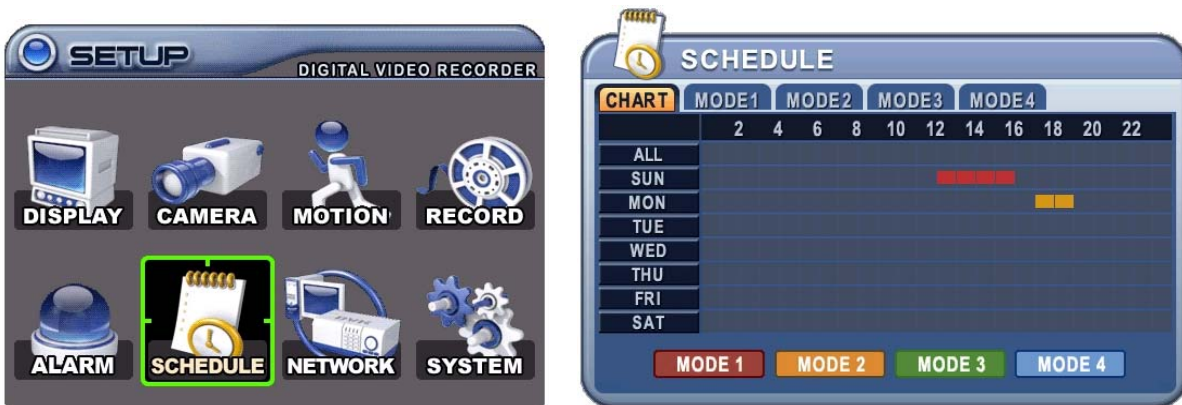 SETUP
DIGITAL VIDEO RECORDER
DISPLAY CAMERA MOTION RECORD
ALARM SCHEDULE NETWORK SYSTEM
SCHEDULE
CHART MODE1 MODE2 MODE3 MODE4
2 4 6 8 10 12 14 16 18 20 22
ALL
SUN
MON
TUE
WED
THU
FRI
SAT
MODE 1 MODE 2 MODE 3 MODE 4